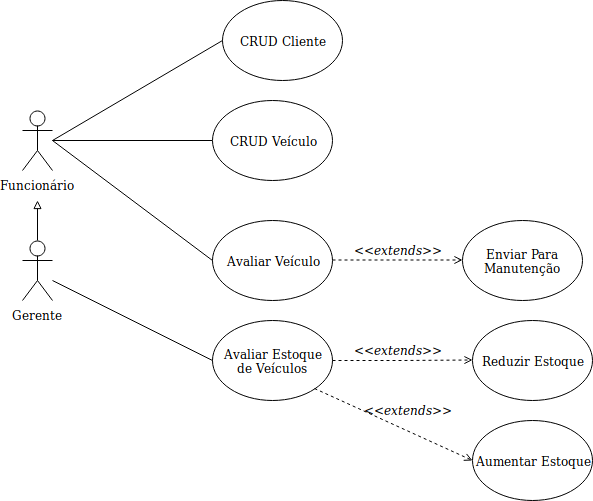 CRUD Cliente
CRUD Veículo
Funcionário
Avaliar Veículo
<<extends>>
Enviar Para
Manutenção
Gerente
Avaliar Estoque
de Veículos
<<extends>>
Reduzir Estoque
<<extends>>
Aumentar Estoque